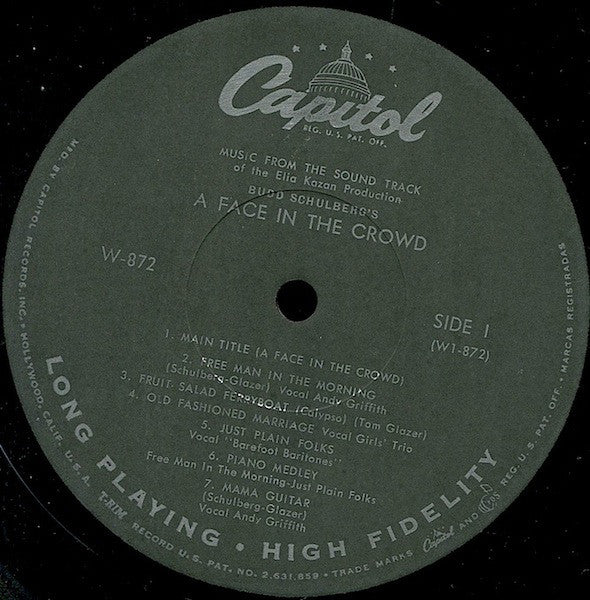 Capitol
REG. U.S. PAT. OFF.
MUSIC FROM THE SOUND TRACK
of the Elia Kazan Production
BUDD SCHULBERG'S
A FACE IN THE CROWD
W-872
SIDE 1
(W1-872)
1. MAIN TITLE (A FACE IN THE CROWD)
2. FREE MAN IN THE MORNING
(Schulberg-Glazer) Vocal Andy Griffith
3. FRUIT SALAD FERRYBOAT (Calypso) (Tom Glazer)
4. OLD FASHIONED MARRIAGE Vocal Girls' Trio
5. JUST PLAIN FOLKS
Vocal "Barefoot Baritones"
6. PIANO MEDLEY
Free Man In The Morning-Just Plain Folks
7. MAMA GUITAR
(Schulberg-Glazer)
Vocal Andy Griffith
LONG PLAYING • HIGH FIDELITY
MFD. BY CAPITOL RECORDS, INC. • HOLLYWOOD, CALIF. U.S.A. T-RIM RECORD U.S. PAT. NO. 2,631,859 • TRADE MARKS Capitol AND REG. U.S. PAT. OFF. • MARCAS REGISTRADAS